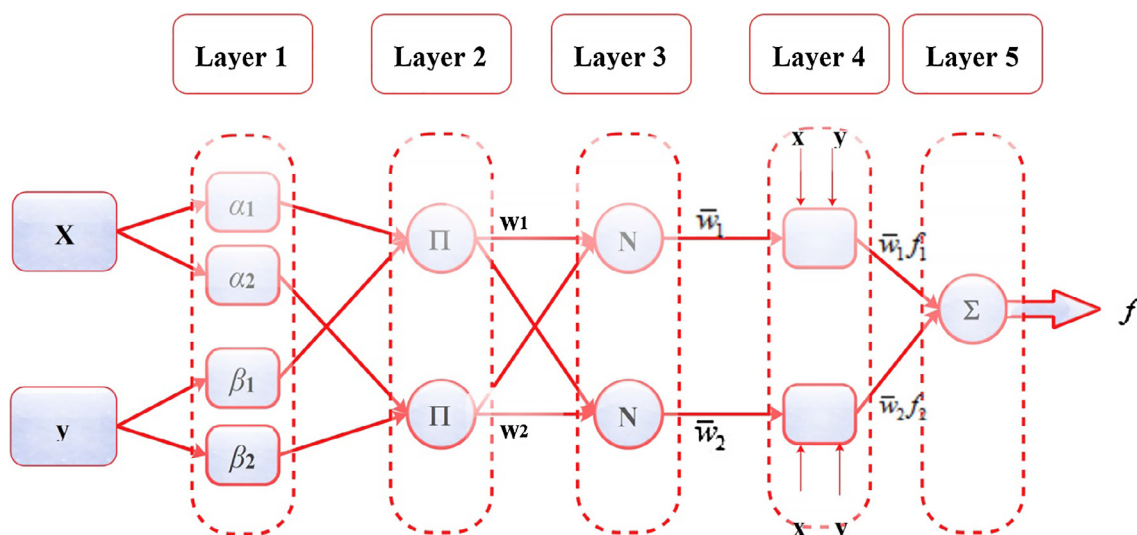 Layer 1
Layer 2
Layer 3
Layer 4
Layer 5
x y
α1
w1
w̅1
X
Π
N
w̅1f1
α2
Σ
f
β1
y
Π
N
w̅2f2
w2
w̅2
β2
x y